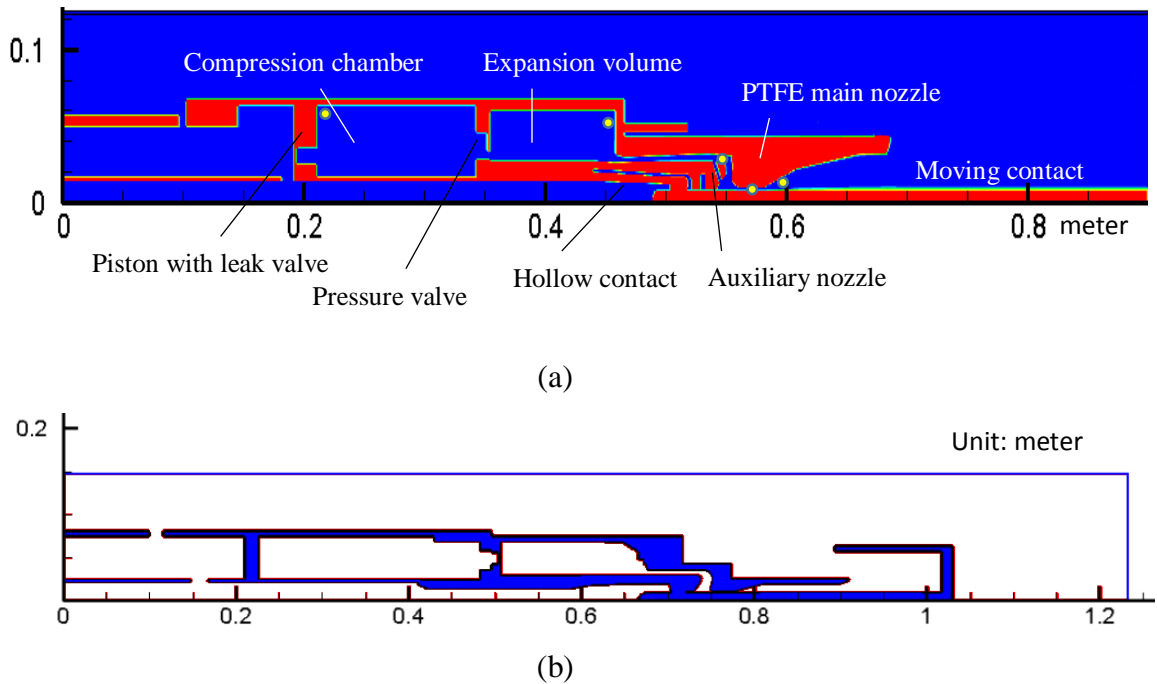 0.1
Compression chamber
Expansion volume
PTFE main nozzle
Moving contact
0
0 0.2 0.4 0.6 0.8 meter
Piston with leak valve
Pressure valve
Hollow contact
Auxiliary nozzle
(a)
0.2
Unit: meter
0 0.2 0.4 0.6 0.8 1 1.2
(b)